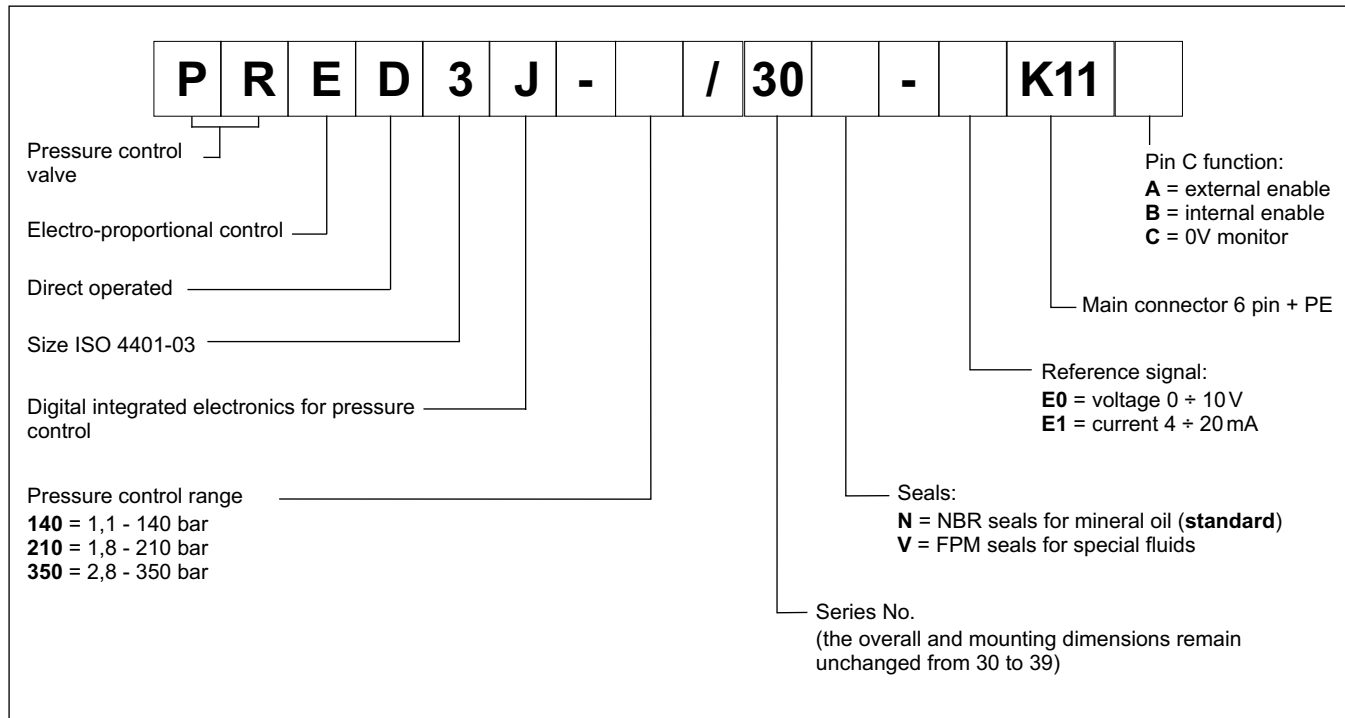 P R E D 3 J - / 30 - K11
Pressure control
valve
Electro-proportional control
Direct operated
Size ISO 4401-03
Digital integrated electronics for pressure
control
Pressure control range
140 = 1,1 - 140 bar
210 = 1,8 - 210 bar
350 = 2,8 - 350 bar
Pin C function:
A = external enable
B = internal enable
C = 0V monitor
Main connector 6 pin + PE
Reference signal:
E0 = voltage 0 ÷ 10 V
E1 = current 4 ÷ 20 mA
Seals:
N = NBR seals for mineral oil (standard)
V = FPM seals for special fluids
Series No.
(the overall and mounting dimensions remain
unchanged from 30 to 39)